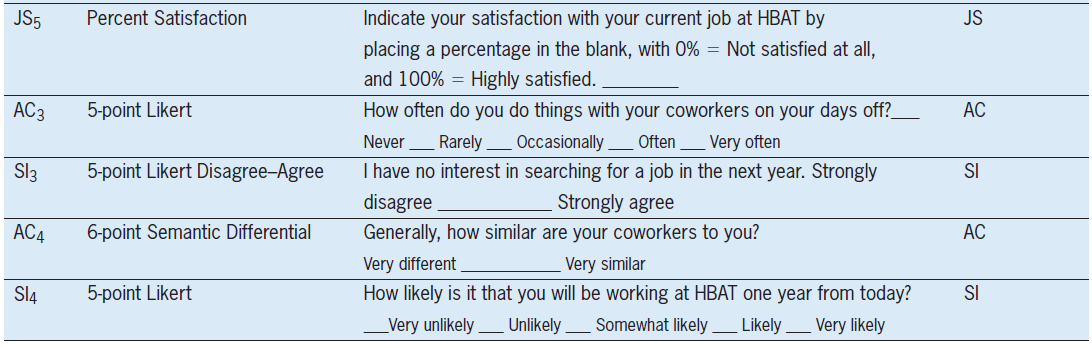 JS5 Percent Satisfaction Indicate your satisfaction with your current job at HBAT by JS
placing a percentage in the blank, with 0% = Not satisfied at all,
and 100% = Highly satisfied. ________
AC3 5-point Likert How often do you do things with your coworkers on your days off?___ AC
Never ___ Rarely ___ Occasionally ___ Often ___ Very often
SI3 5-point Likert Disagree–Agree I have no interest in searching for a job in the next year. Strongly SI
disagree ____________ Strongly agree
AC4 6-point Semantic Differential Generally, how similar are your coworkers to you? AC
Very different ____________ Very similar
SI4 5-point Likert How likely is it that you will be working at HBAT one year from today? SI
___Very unlikely ___ Unlikely ___ Somewhat likely ___ Likely ___ Very likely